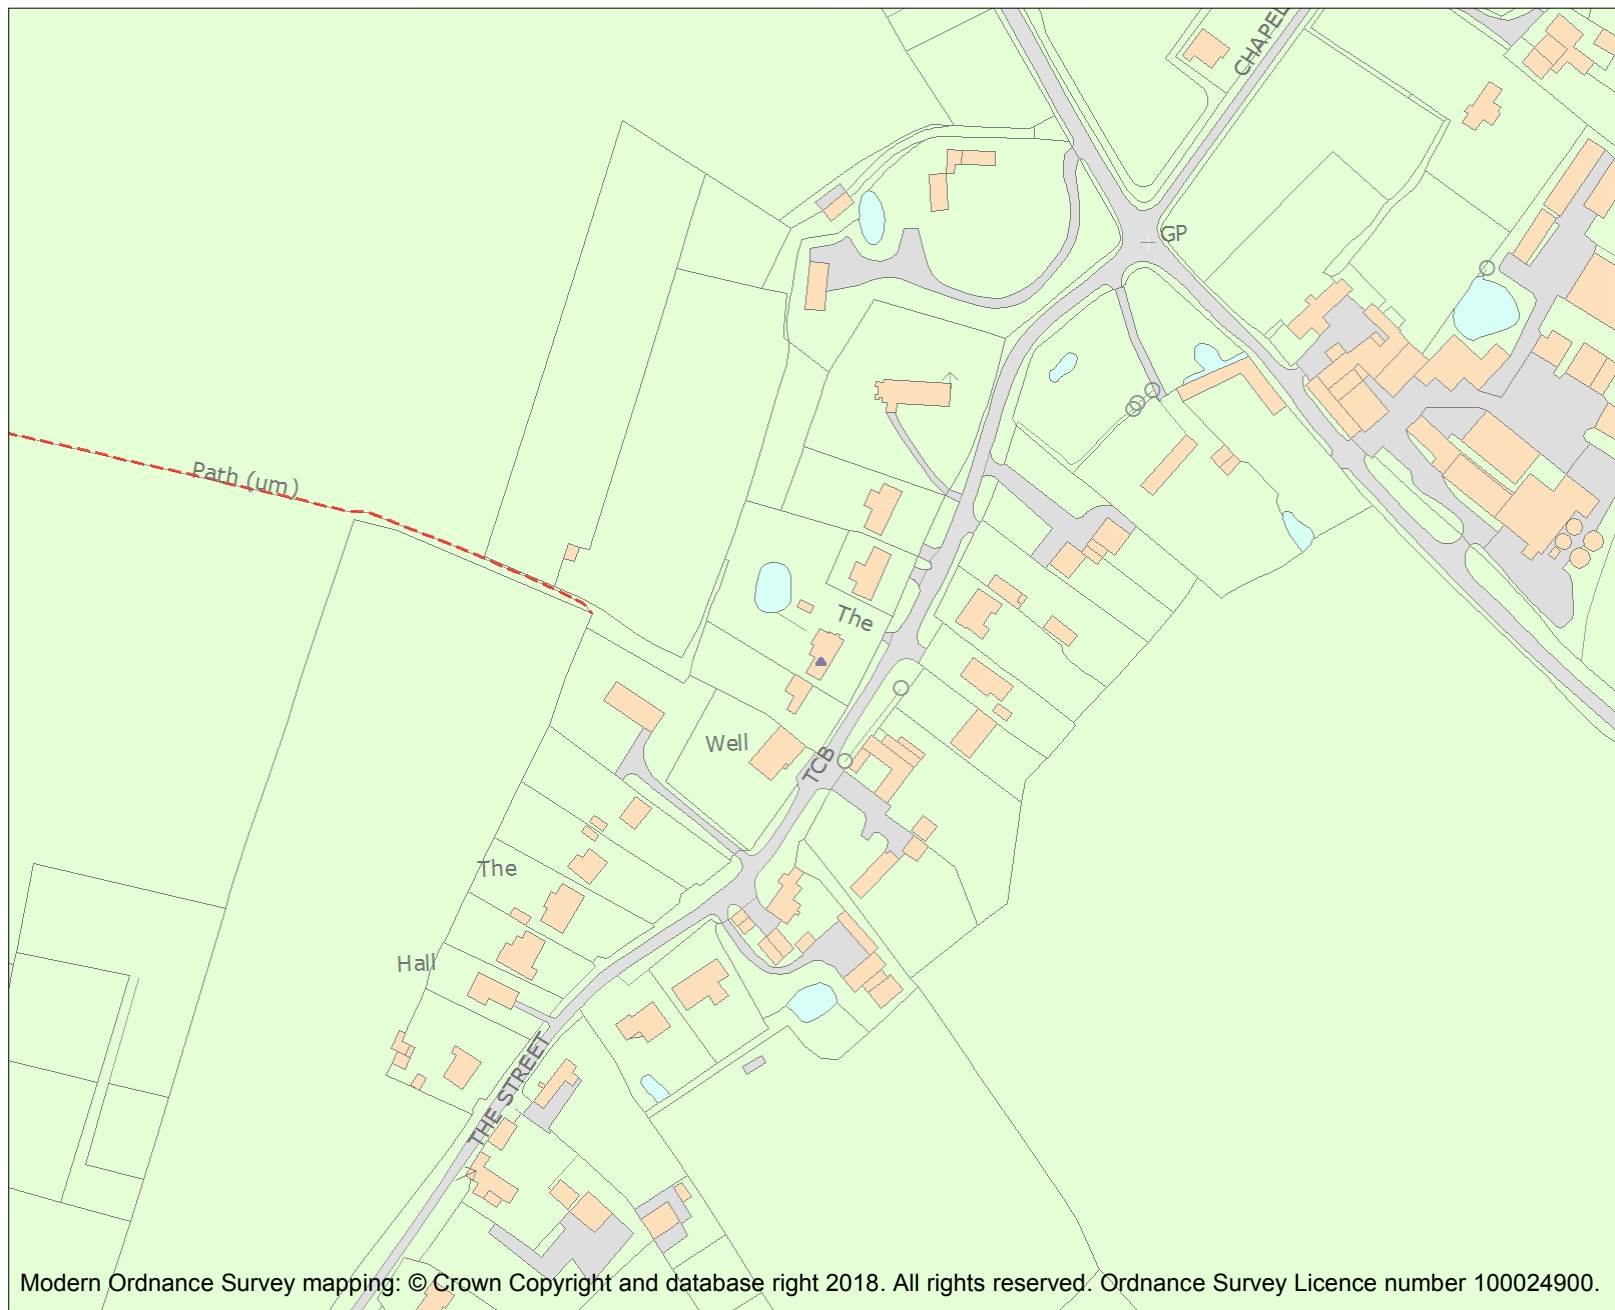 CHAPEL
GP
Path (um)
The
Well
TCB
The
Hall
THE STREET
Modern Ordnance Survey mapping: © Crown Copyright and database right 2018. All rights reserved. Ordnance Survey Licence number 100024900.